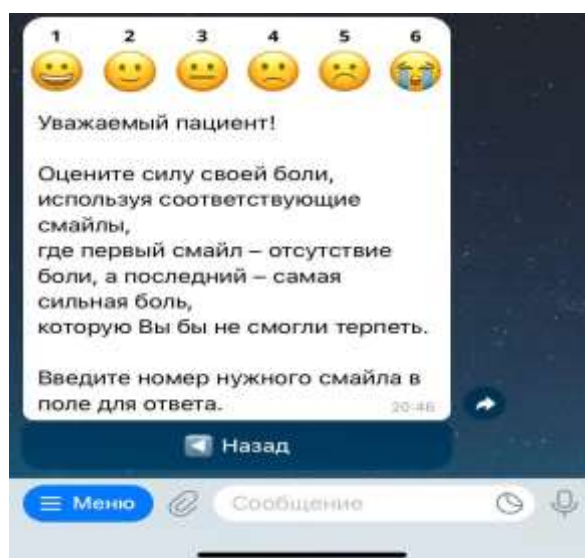 1 2 3 4 5 6
Уважаемый пациент!
Оцените силу своей боли,
используя соответствующие
смайлы,
где первый смайл – отсутствие
боли, а последний – самая
сильная боль,
которую Вы бы не смогли терпеть.
Введите номер нужного смайла в
поле для ответа.
20:46
Назад
Меню
Сообщение